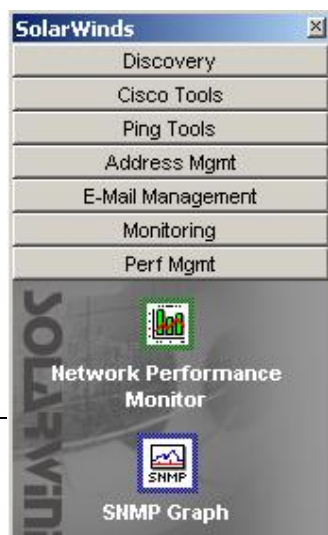 SolarWinds
Discovery
Cisco Tools
Ping Tools
Address Mgmt
E-Mail Management
Monitoring
Perf Mgmt
Network Performance
Monitor
SNMP
SNMP Graph
SOLARWIN